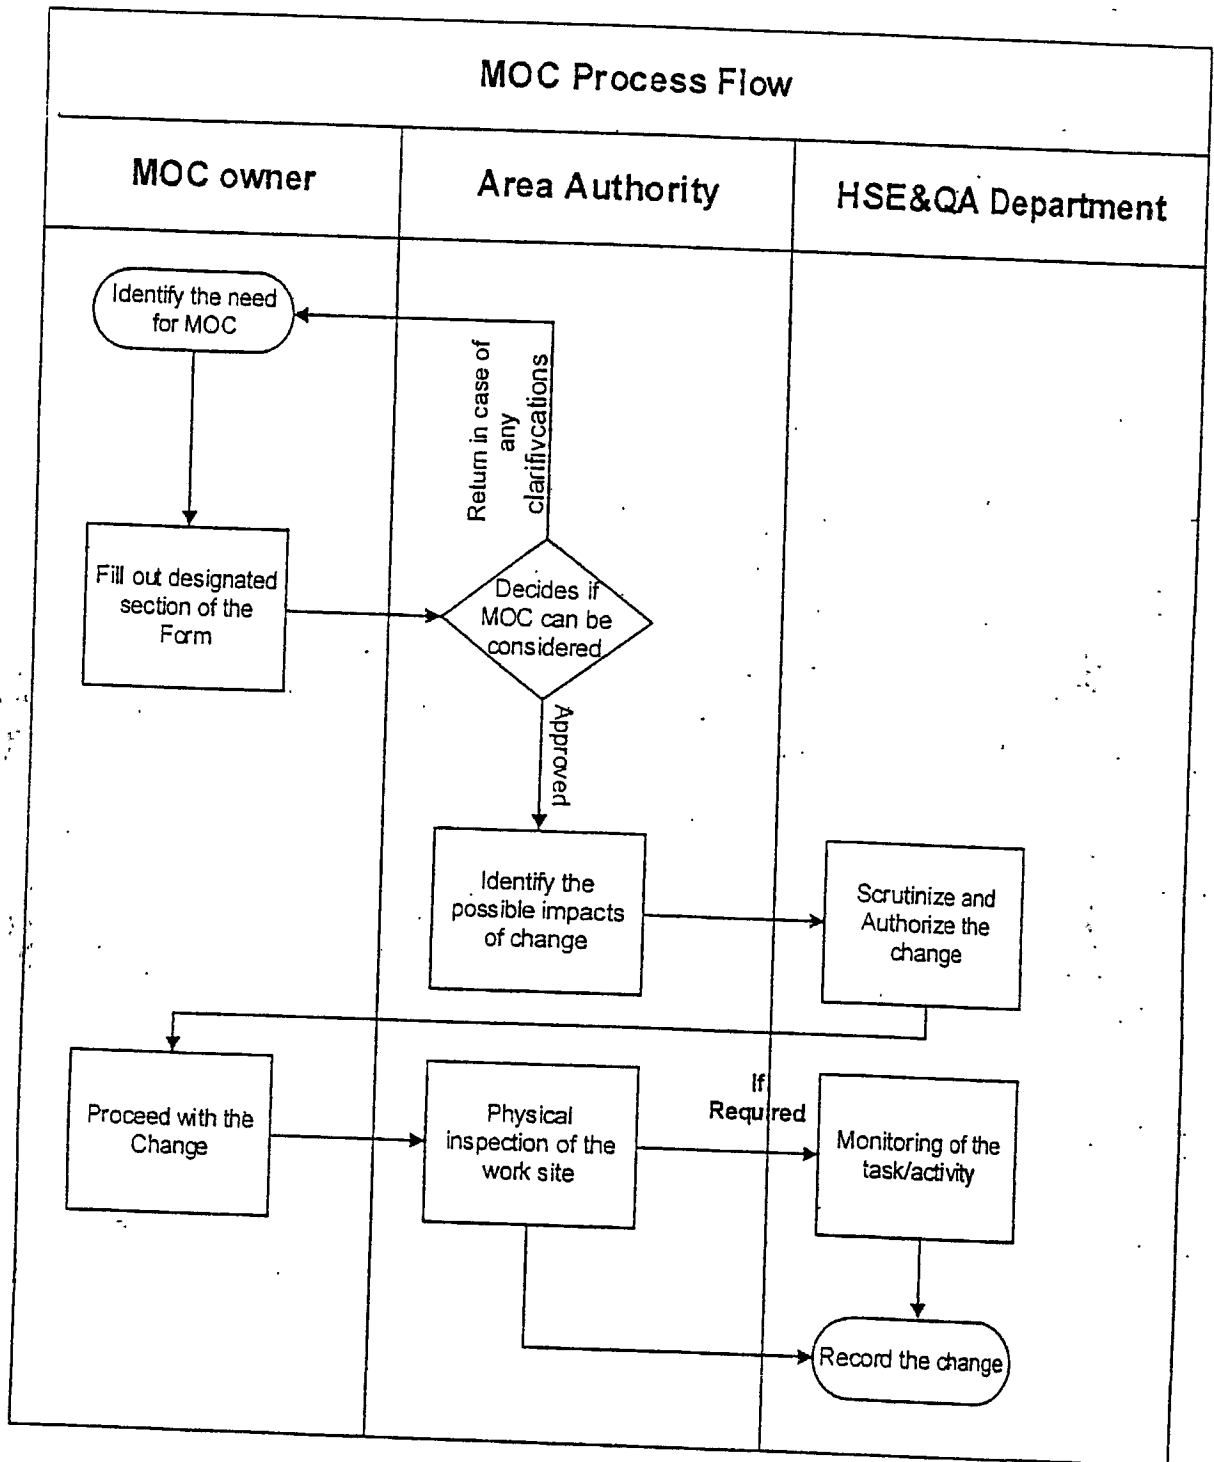 MOC Process Flow
MOC owner
Area Authority
HSE&QA Department
Identify the need
for MOC
Return in case of
any
clarifivcations
Fill out designated
section of the
Form
Decides if
MOC can be
considered
Approved
Identify the
possible impacts
of change
Scrutinize and
Authorize the
change
Proceed with the
Change
Physical
inspection of the
work site
If
Required
Monitoring of the
task/activity
Record the change